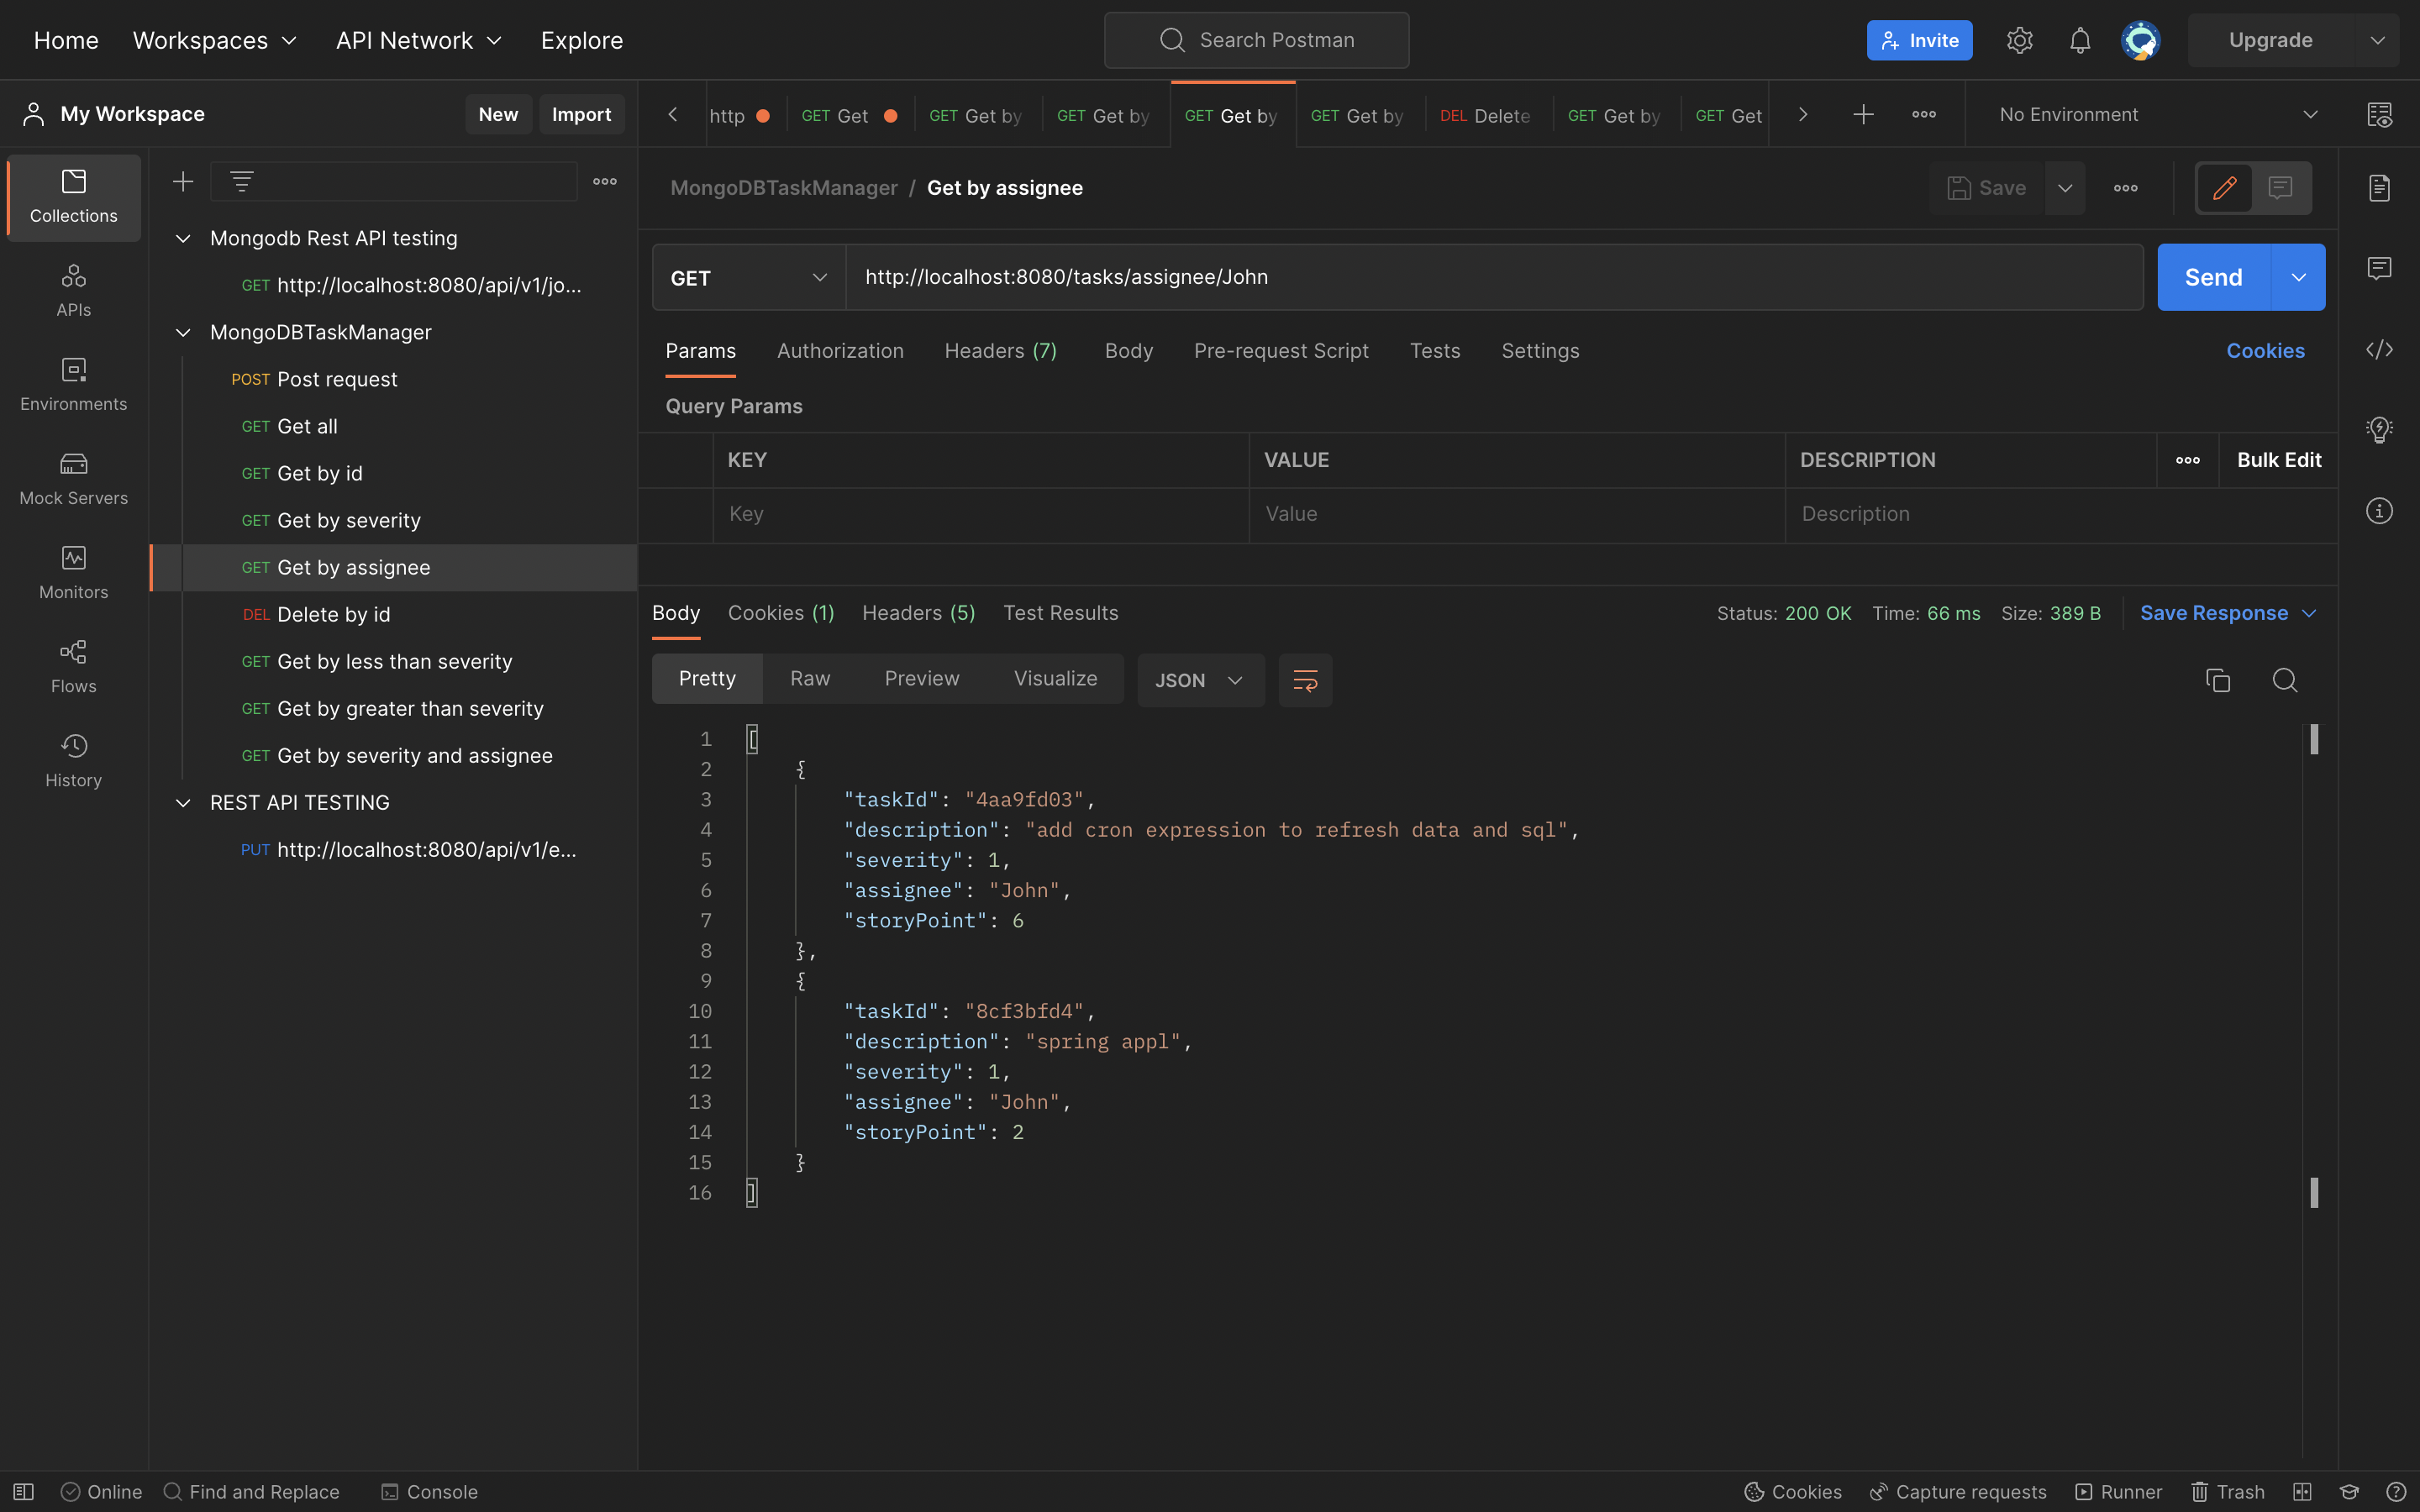 Home Workspaces API Network Explore Search Postman Invite Upgrade
My Workspace New Import
http GET Get GET Get by GET Get by GET Get by GET Get by DEL Delete GET Get by GET Get No Environment
Collections
APIs
Environments
Mock Servers
Monitors
Flows
History
Mongodb Rest API testing
GET http://localhost:8080/api/v1/jo...
MongoDBTaskManager
POST Post request
GET Get all
GET Get by id
GET Get by severity
GET Get by assignee
DEL Delete by id
GET Get by less than severity
GET Get by greater than severity
GET Get by severity and assignee
REST API TESTING
PUT http://localhost:8080/api/v1/e...
MongoDBTaskManager / Get by assignee Save
GET http://localhost:8080/tasks/assignee/John Send
Params Authorization Headers (7) Body Pre-request Script Tests Settings Cookies
Query Params
KEY VALUE DESCRIPTION Bulk Edit
Key Value Description
Body Cookies (1) Headers (5) Test Results Status: 200 OK Time: 66 ms Size: 389 B Save Response
Pretty Raw Preview Visualize JSON
1 [
2 {
3 "taskId": "4aa9fd03",
4 "description": "add cron expression to refresh data and sql",
5 "severity": 1,
6 "assignee": "John",
7 "storyPoint": 6
8 },
9 {
10 "taskId": "8cf3bfd4",
11 "description": "spring appl",
12 "severity": 1,
13 "assignee": "John",
14 "storyPoint": 2
15 }
16 ]
Online Find and Replace Console Cookies Capture requests Runner Trash